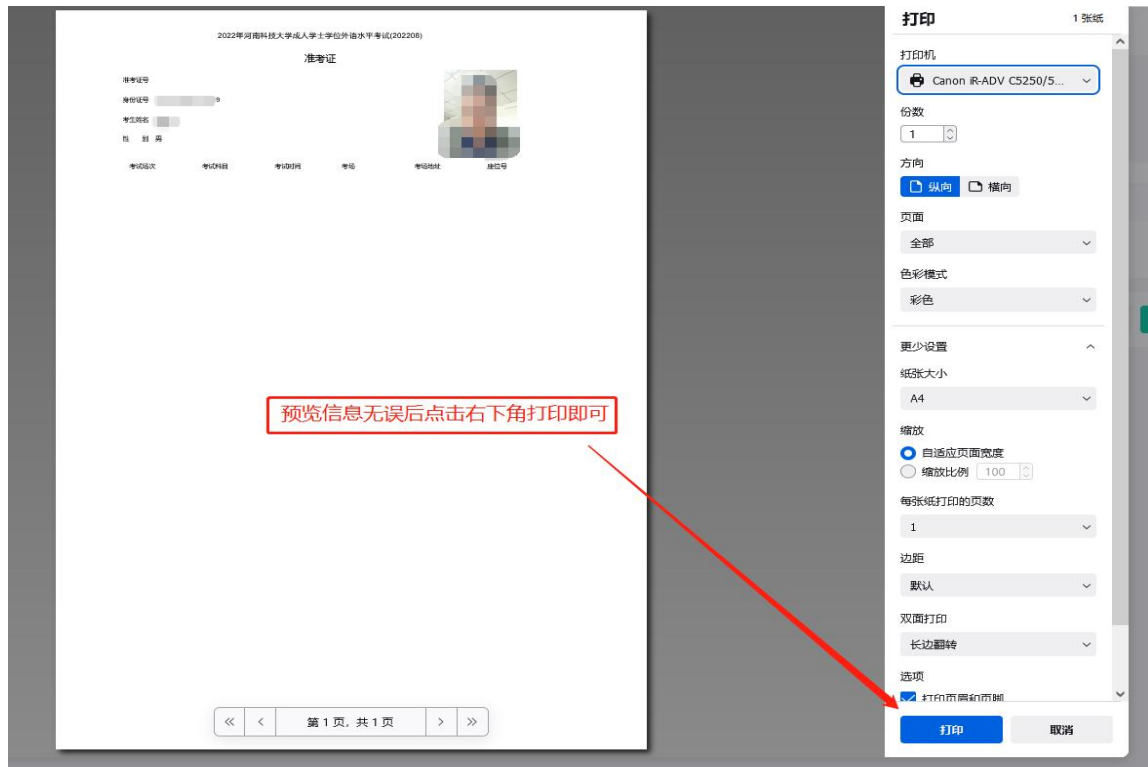 2022年河南科技大学成人学士学位外语水平考试(202208)
准考证
准考证号
身份证号 9
考生姓名
性 别 男
考试场次 考试科目 考试时间 考场 考场地址 座位号
预览信息无误后点击右下角打印即可
第 1 页, 共 1 页
打印 1 张纸
打印机
Canon iR-ADV C5250/5...
份数
1
方向
纵向 横向
页面
全部
色彩模式
彩色
更少设置
纸张大小
A4
缩放
自适应页面宽度
缩放比例 100
每张纸打印的页数
1
边距
默认
双面打印
长边翻转
选项
打印页眉和页脚
打印 取消